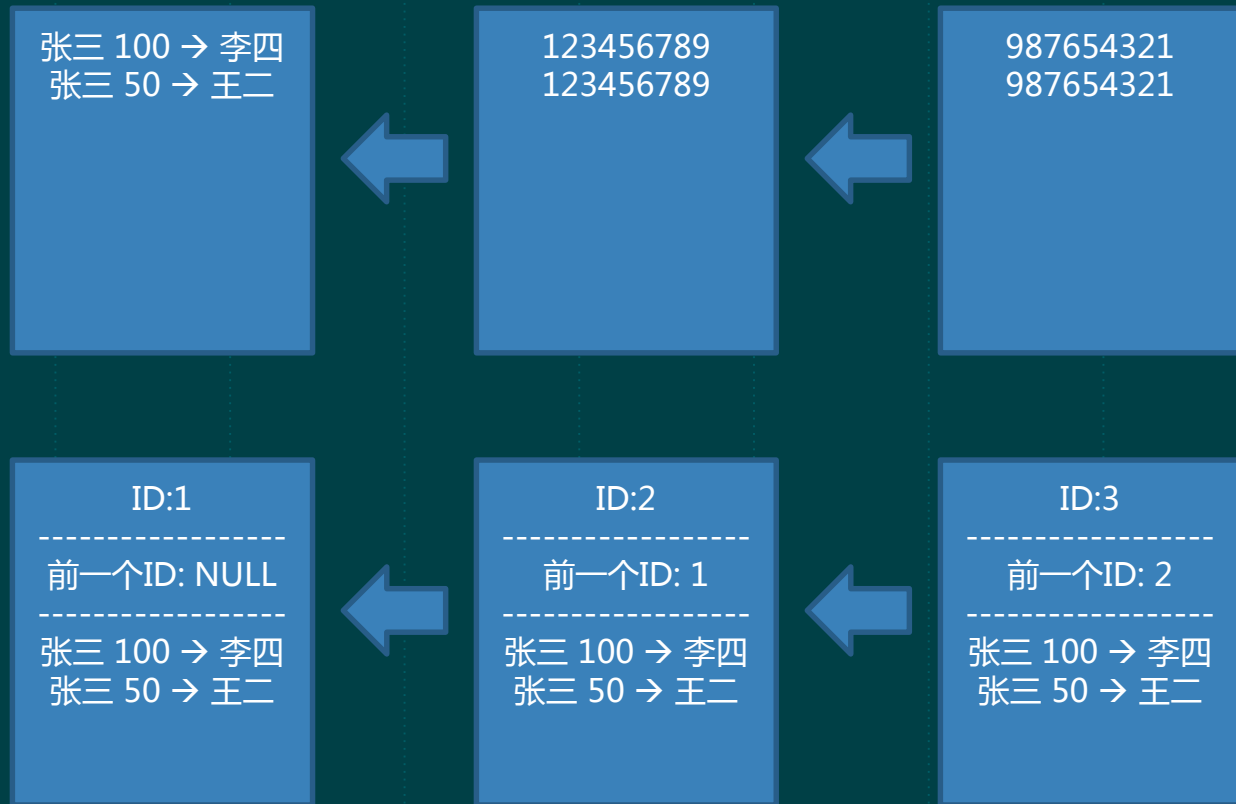 张三 100 → 李四
张三 50 → 王二
123456789
123456789
987654321
987654321
ID:1
------------------
前一个ID: NULL
------------------
张三 100 → 李四
张三 50 → 王二
ID:2
------------------
前一个ID: 1
------------------
张三 100 → 李四
张三 50 → 王二
ID:3
------------------
前一个ID: 2
------------------
张三 100 → 李四
张三 50 → 王二